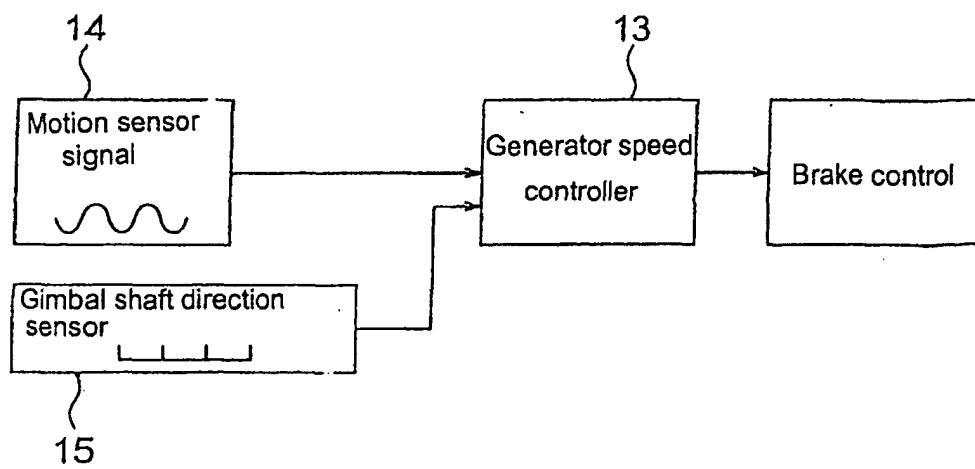 14
13
Motion sensor
signal
Generator speed
controller
Brake control
Gimbal shaft direction
sensor
15